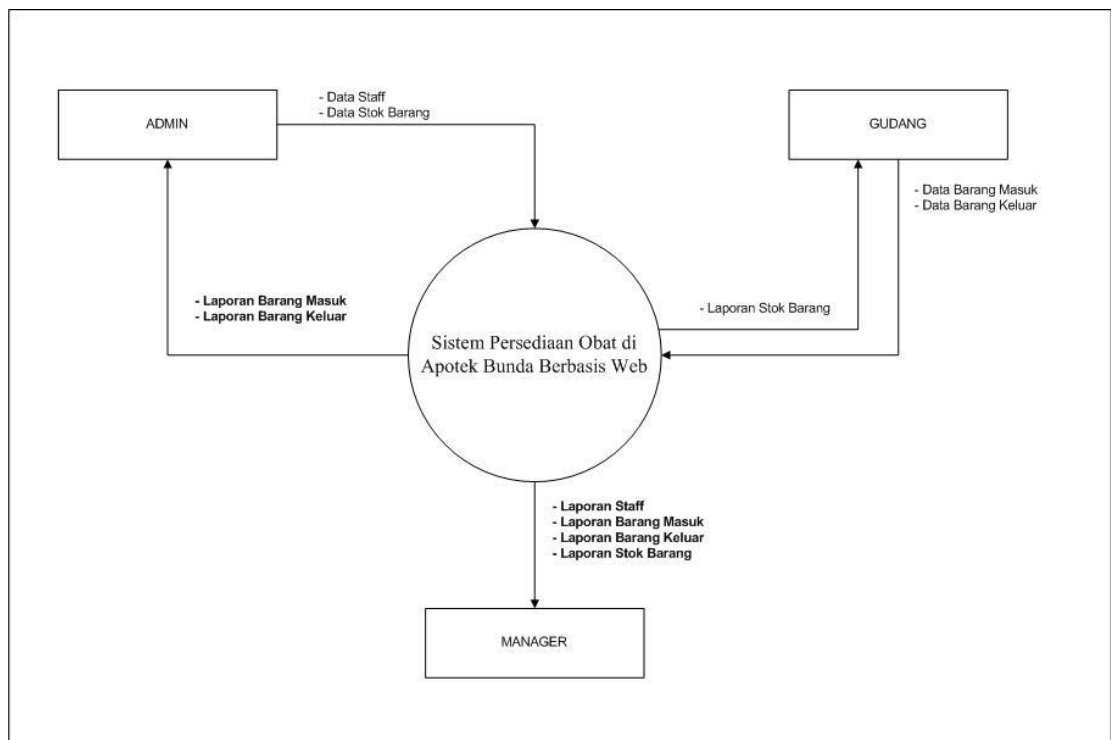 - Data Staff
- Data Stok Barang
ADMIN
GUDANG
- Data Barang Masuk
- Data Barang Keluar
- Laporan Barang Masuk
- Laporan Barang Keluar
- Laporan Stok Barang
Sistem Persediaan Obat di
Apotek Bunda Berbasis Web
- Laporan Staff
- Laporan Barang Masuk
- Laporan Barang Keluar
- Laporan Stok Barang
MANAGER